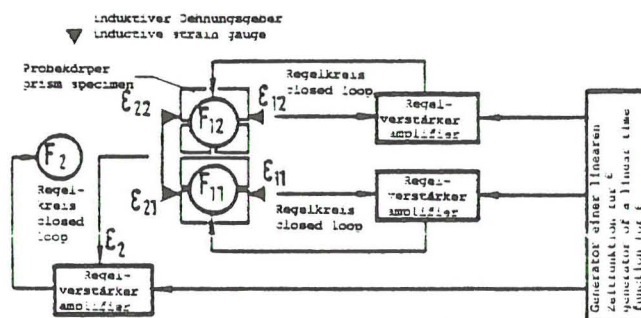 induktiver Dehnungsgeber
inductive strain gauge
Probekörper
prism specimen
ε22
F12
ε12
Regelkreis
closed loop
Regel-
verstärker
amplifier
F2
Regel-
kreis
closed
loop
ε21
F11
ε11
Regelkreis
closed loop
Regel-
verstärker
amplifier
ε2
Regel-
verstärker
amplifier
Generator einer linearen
Zeitfunktion für ε
generator of a linear time
function for ε